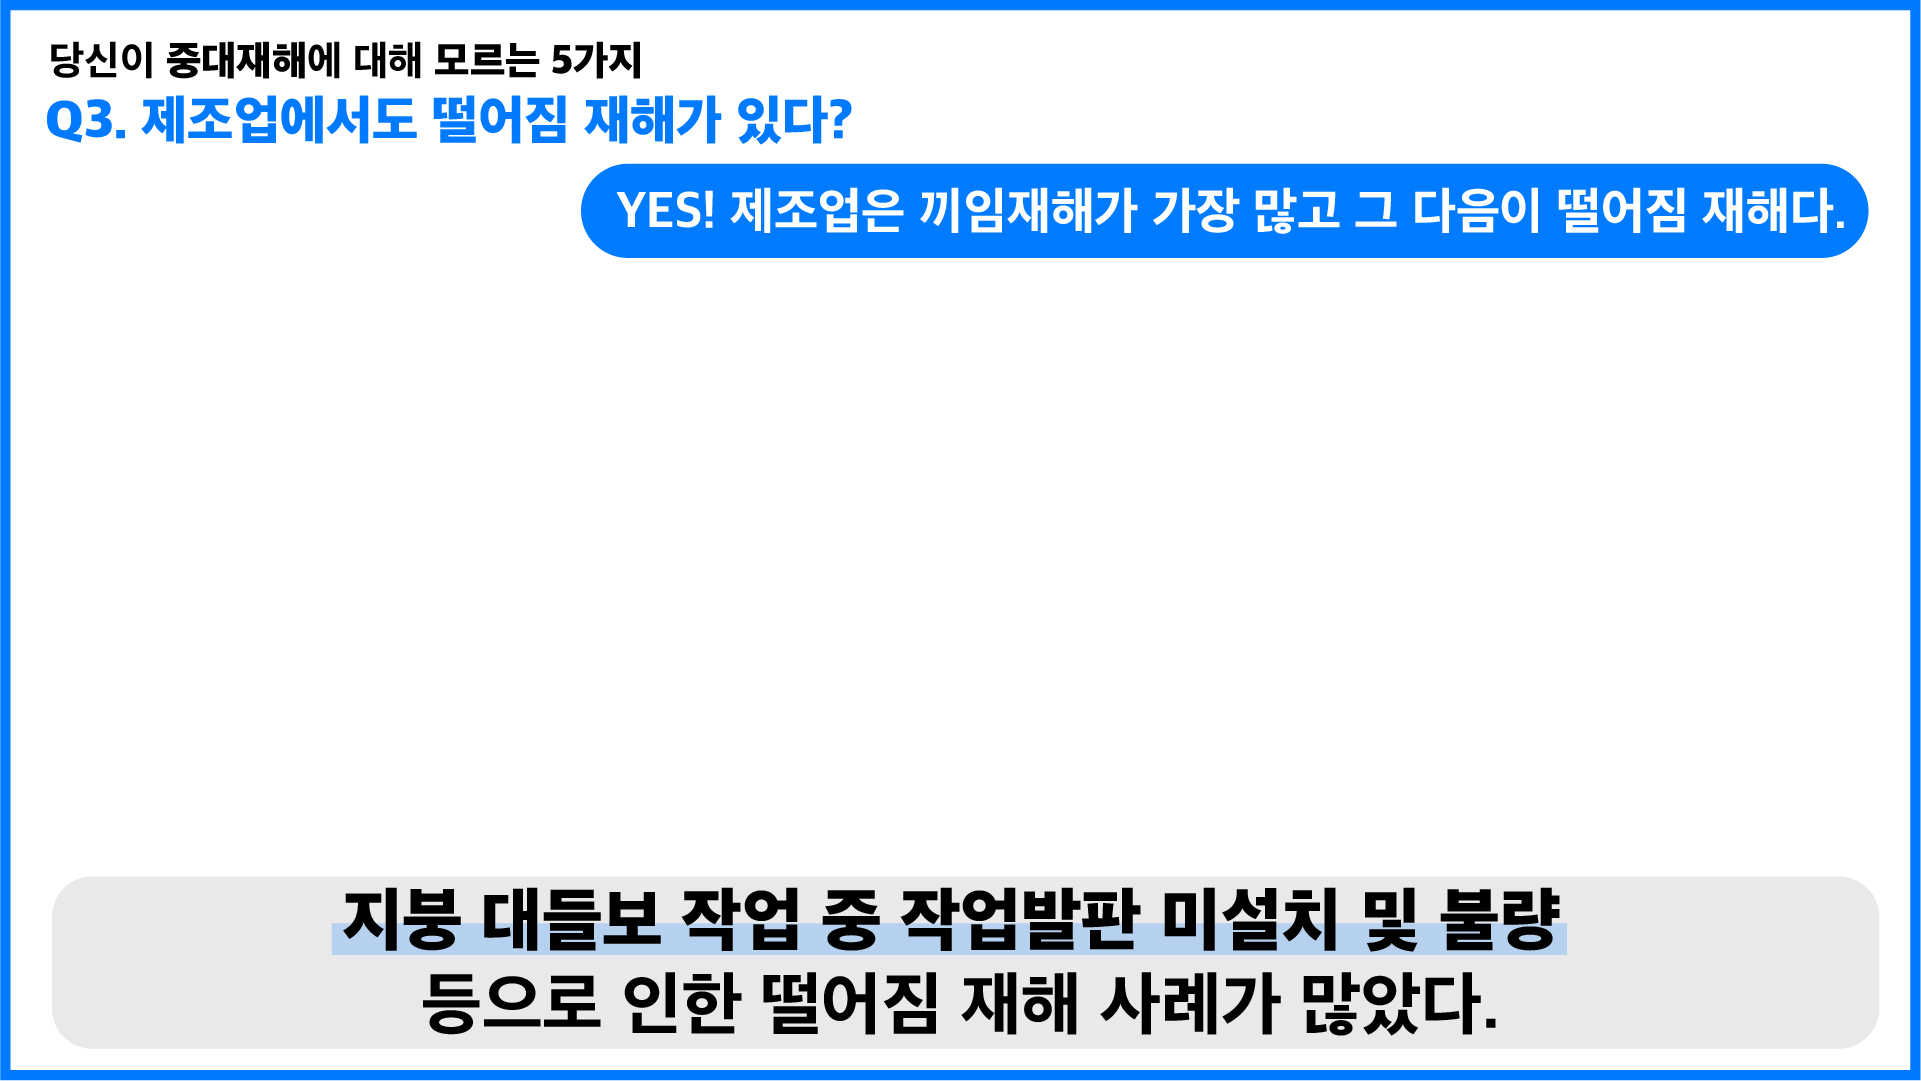 당신이 중대재해에 대해 모르는 5가지
Q3. 제조업에서도 떨어짐 재해가 있다?
YES! 제조업은 끼임재해가 가장 많고 그 다음이 떨어짐 재해다.
지붕 대들보 작업 중 작업발판 미설치 및 불량
등으로 인한 떨어짐 재해 사례가 많았다.